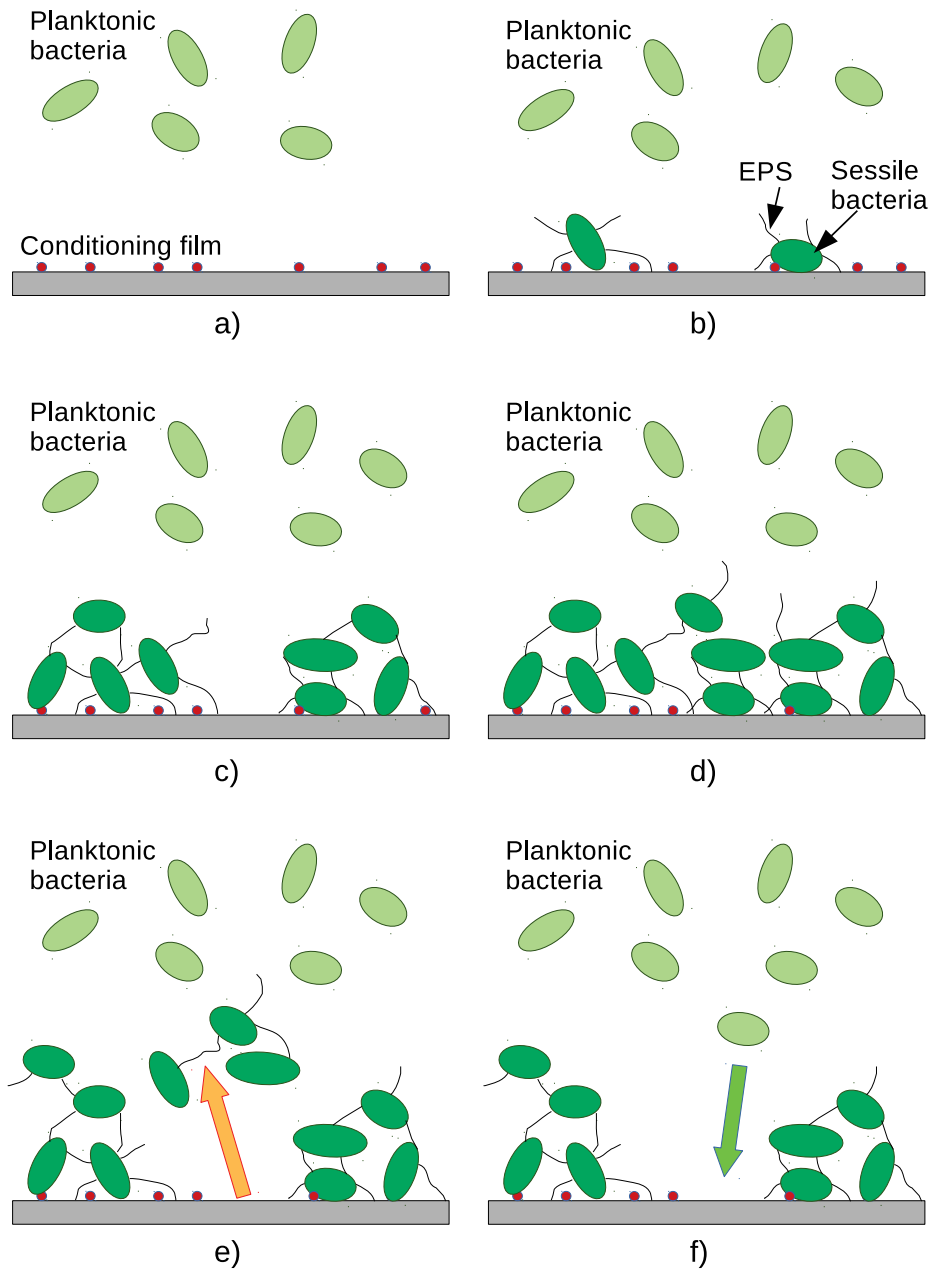 Planktonic
bacteria
Conditioning film
a)
Planktonic
bacteria
EPS
Sessile
bacteria
b)
Planktonic
bacteria
c)
Planktonic
bacteria
d)
Planktonic
bacteria
e)
Planktonic
bacteria
f)